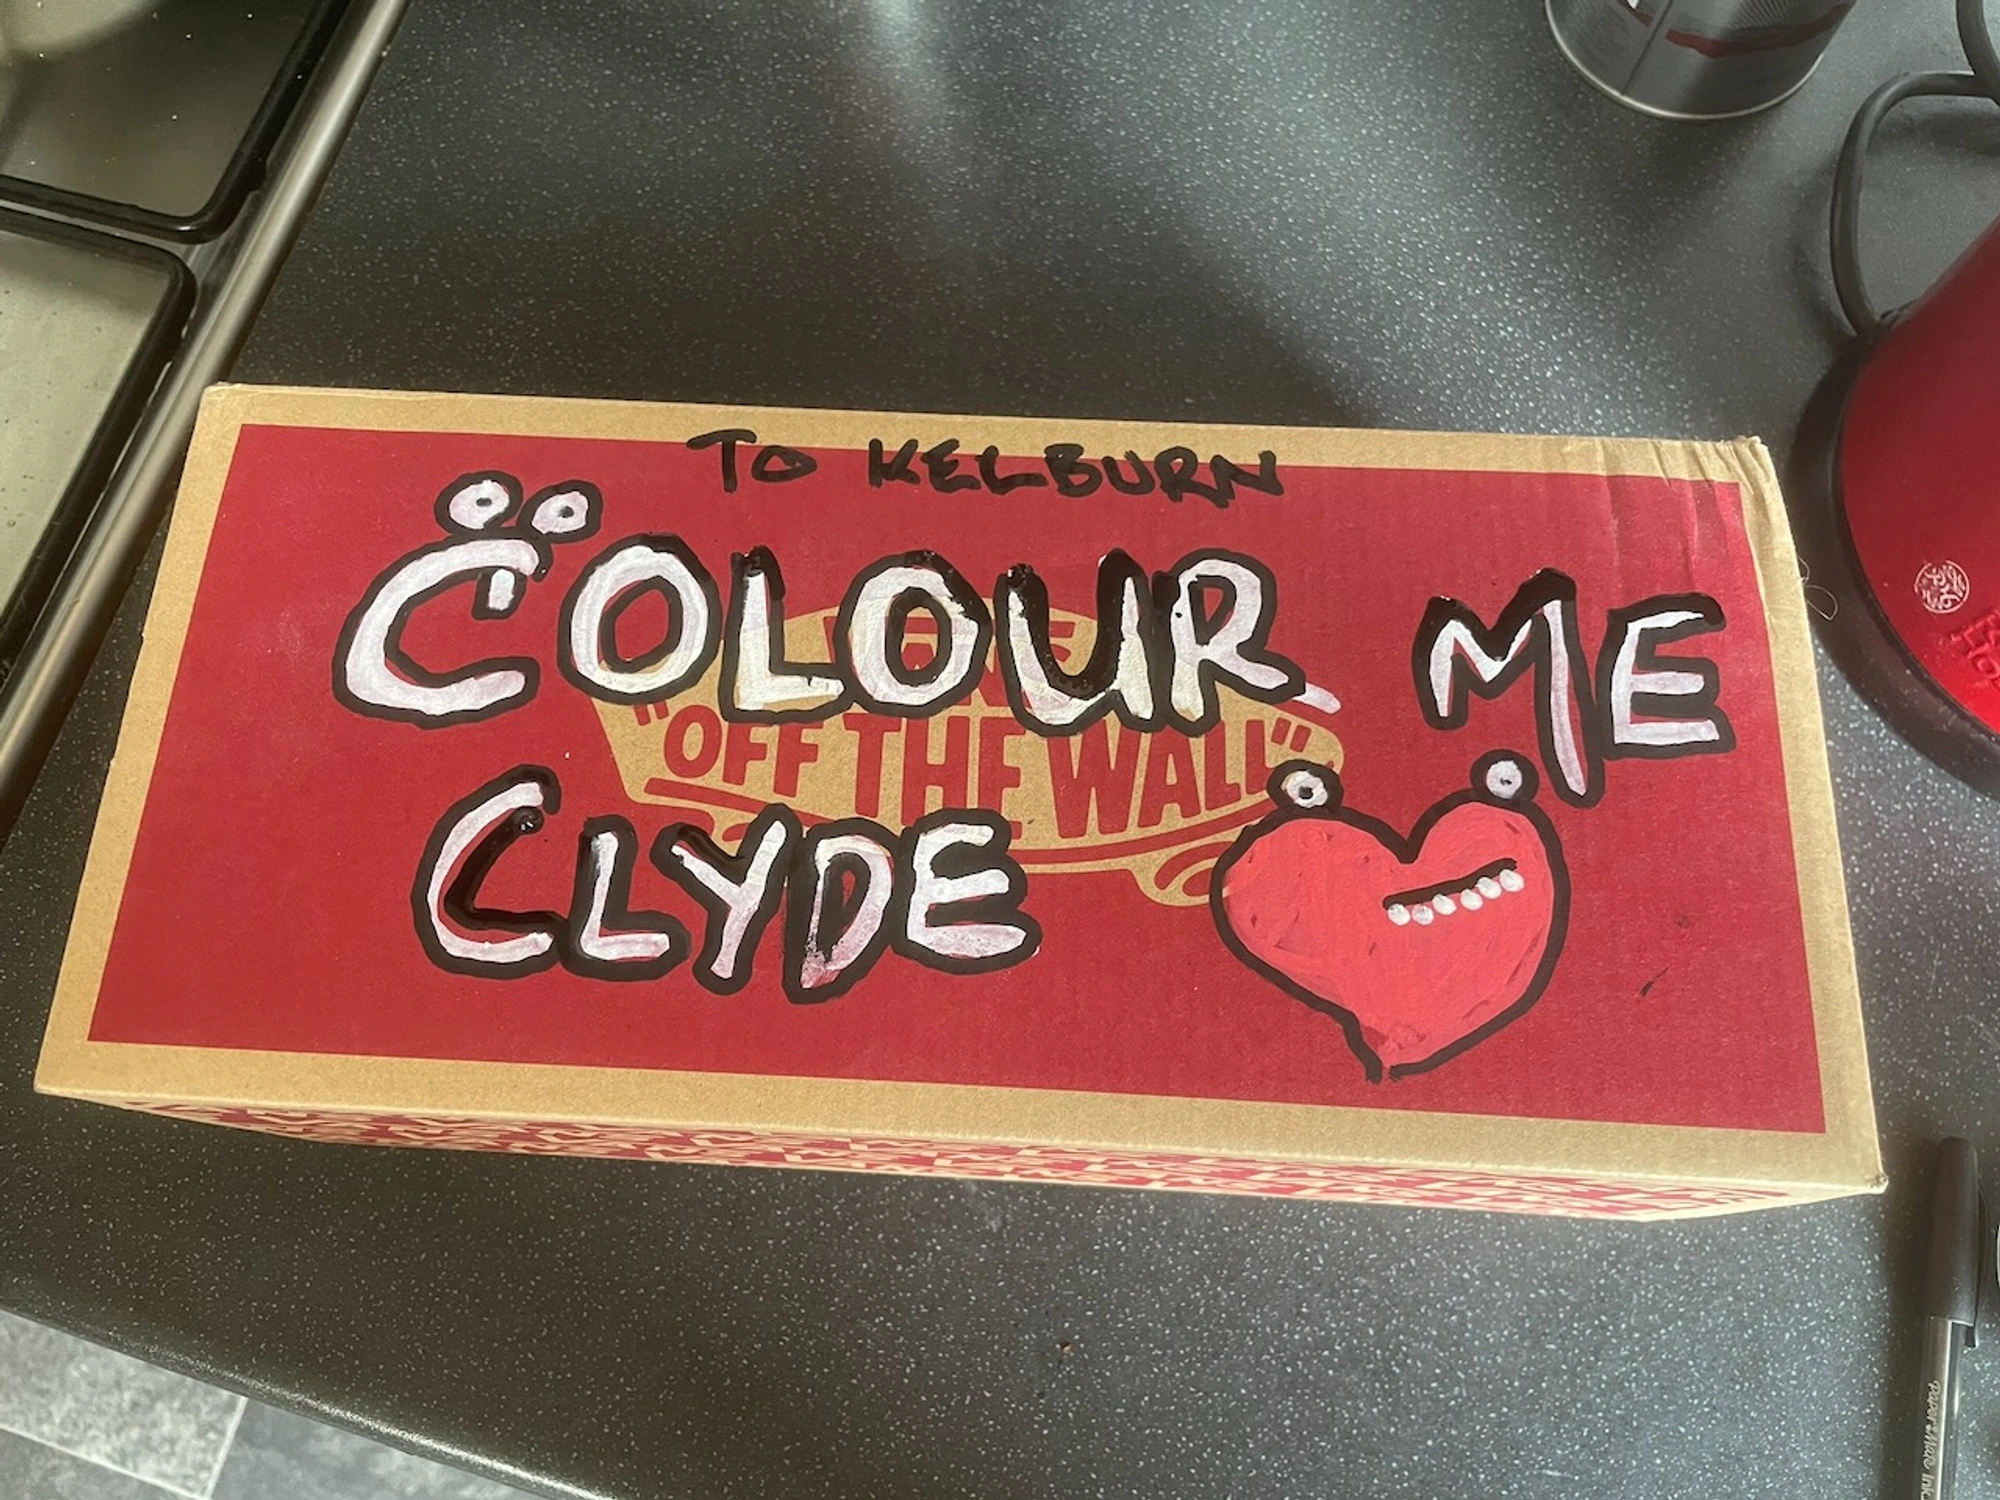 TO KELBURN
COLOUR ME
"OFF THE WALL"
CLYDE